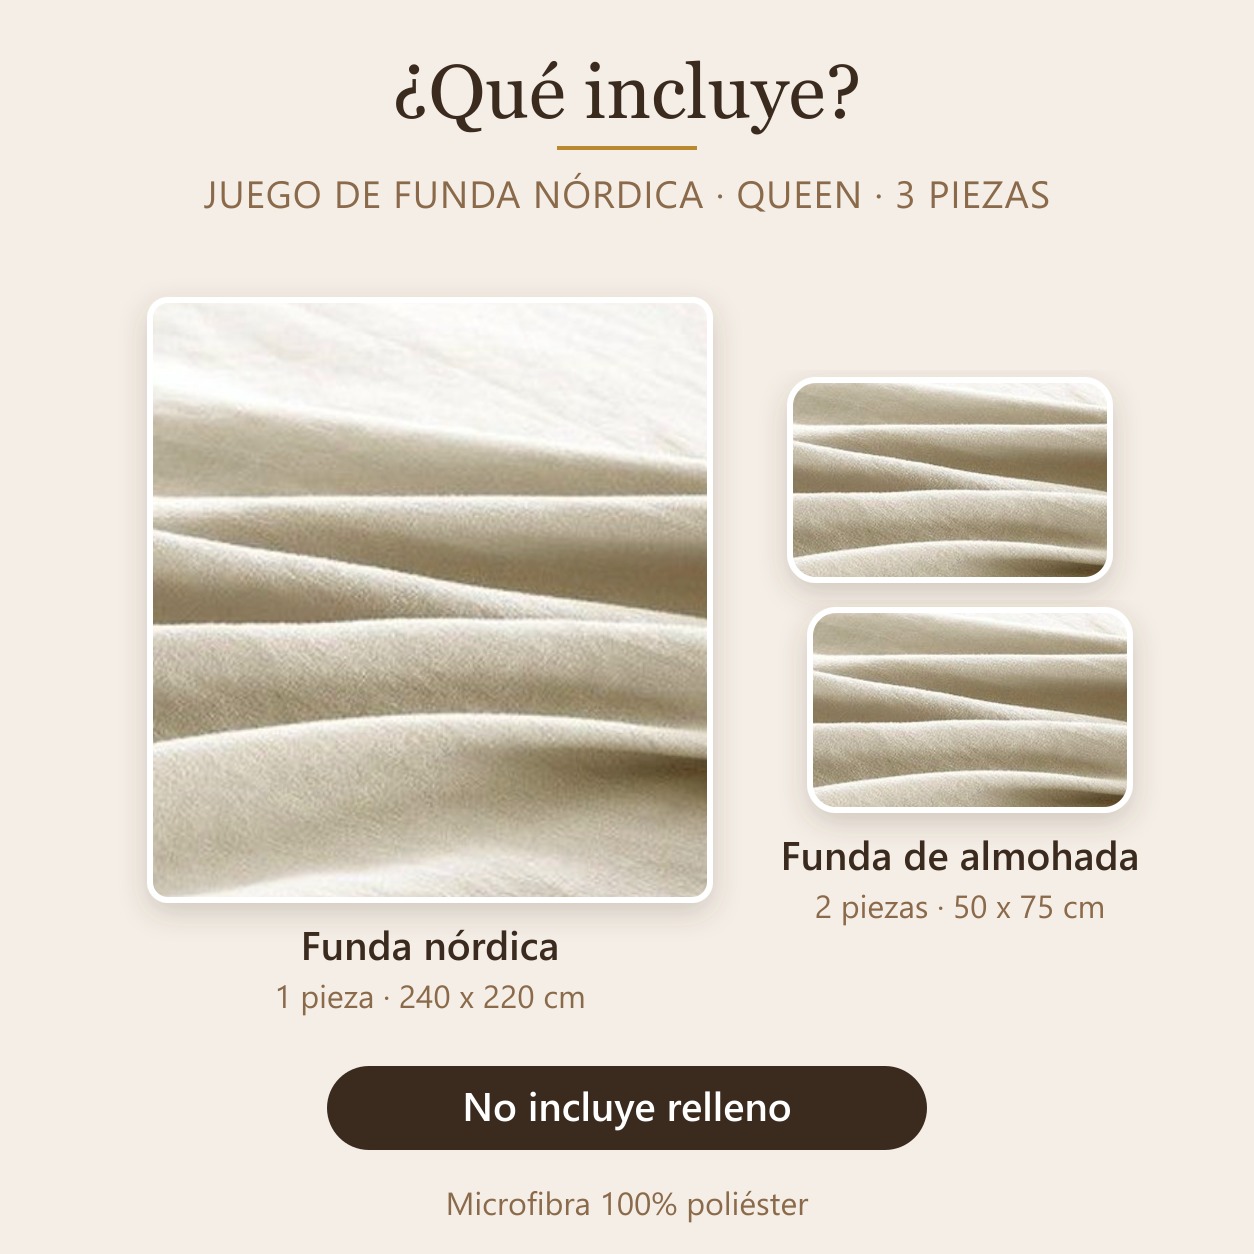 ¿Qué incluye?
JUEGO DE FUNDA NÓRDICA · QUEEN · 3 PIEZAS
Funda nórdica
1 pieza · 240 x 220 cm
Funda de almohada
2 piezas · 50 x 75 cm
No incluye relleno
Microfibra 100% poliéster